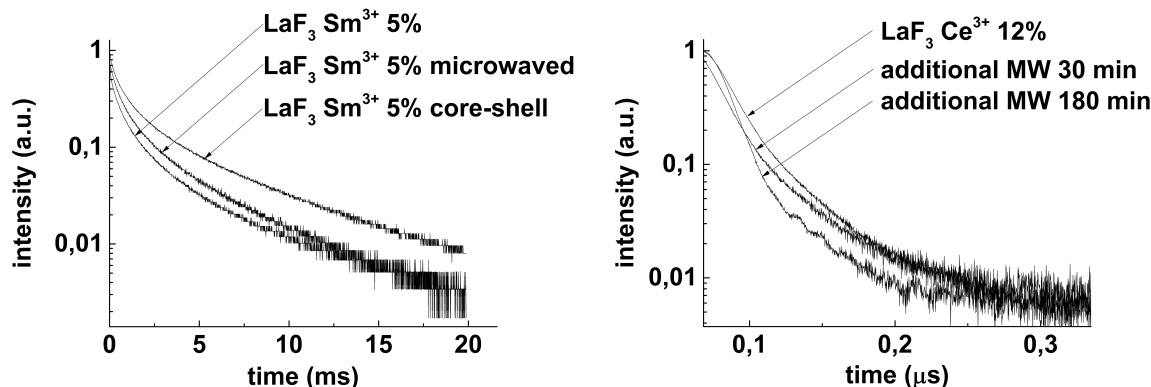 LaF₃ Sm³⁺ 5%
LaF₃ Sm³⁺ 5% microwaved
LaF₃ Sm³⁺ 5% core-shell
1
0,1
0,01
intensity (a.u.)
0 5 10 15 20
time (ms)
LaF₃ Ce³⁺ 12%
additional MW 30 min
additional MW 180 min
1
0,1
0,01
intensity (a.u.)
0,1 0,2 0,3
time (μs)